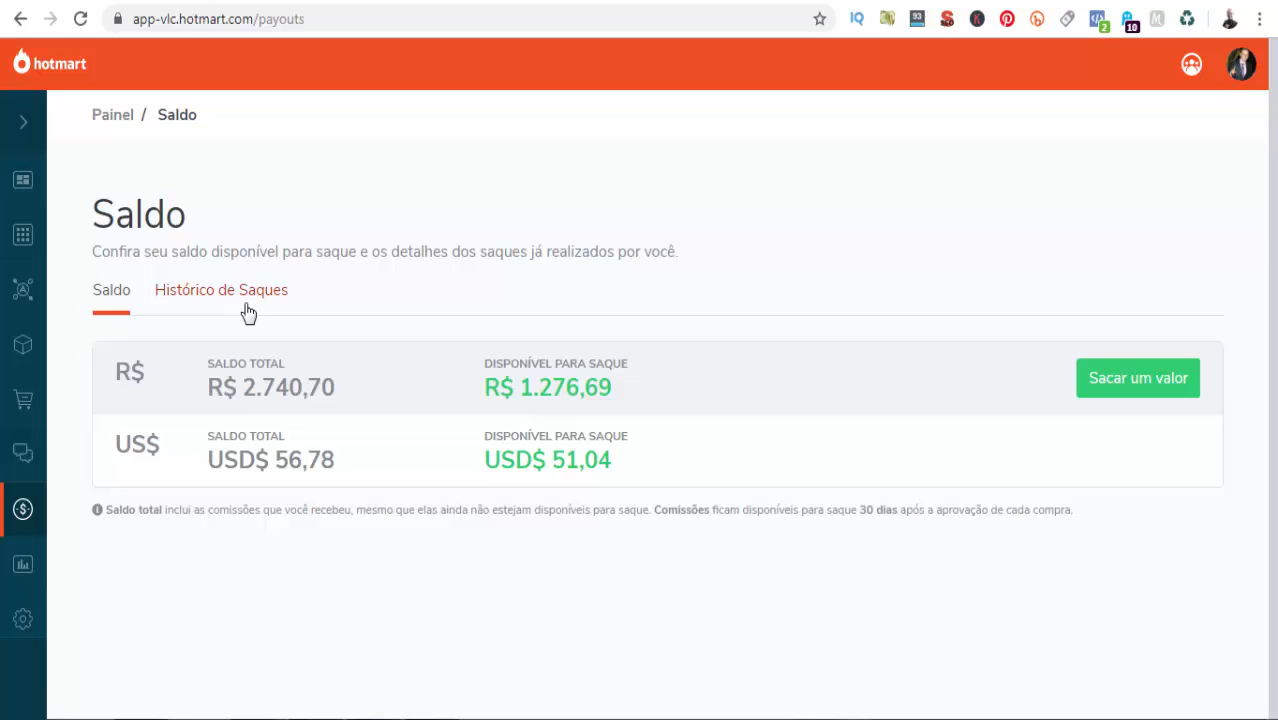 app-vlc.hotmart.com/payouts
IQ
93
2
10
hotmart
Painel / Saldo
Saldo
Confira seu saldo disponível para saque e os detalhes dos saques já realizados por você.
Saldo Histórico de Saques
R$ SALDO TOTAL DISPONÍVEL PARA SAQUE
R$ 2.740,70 R$ 1.276,69 Sacar um valor
US$ SALDO TOTAL DISPONÍVEL PARA SAQUE
USD$ 56,78 USD$ 51,04
Saldo total inclui as comissões que você recebeu, mesmo que elas ainda não estejam disponíveis para saque. Comissões ficam disponíveis para saque 30 dias após a aprovação de cada compra.